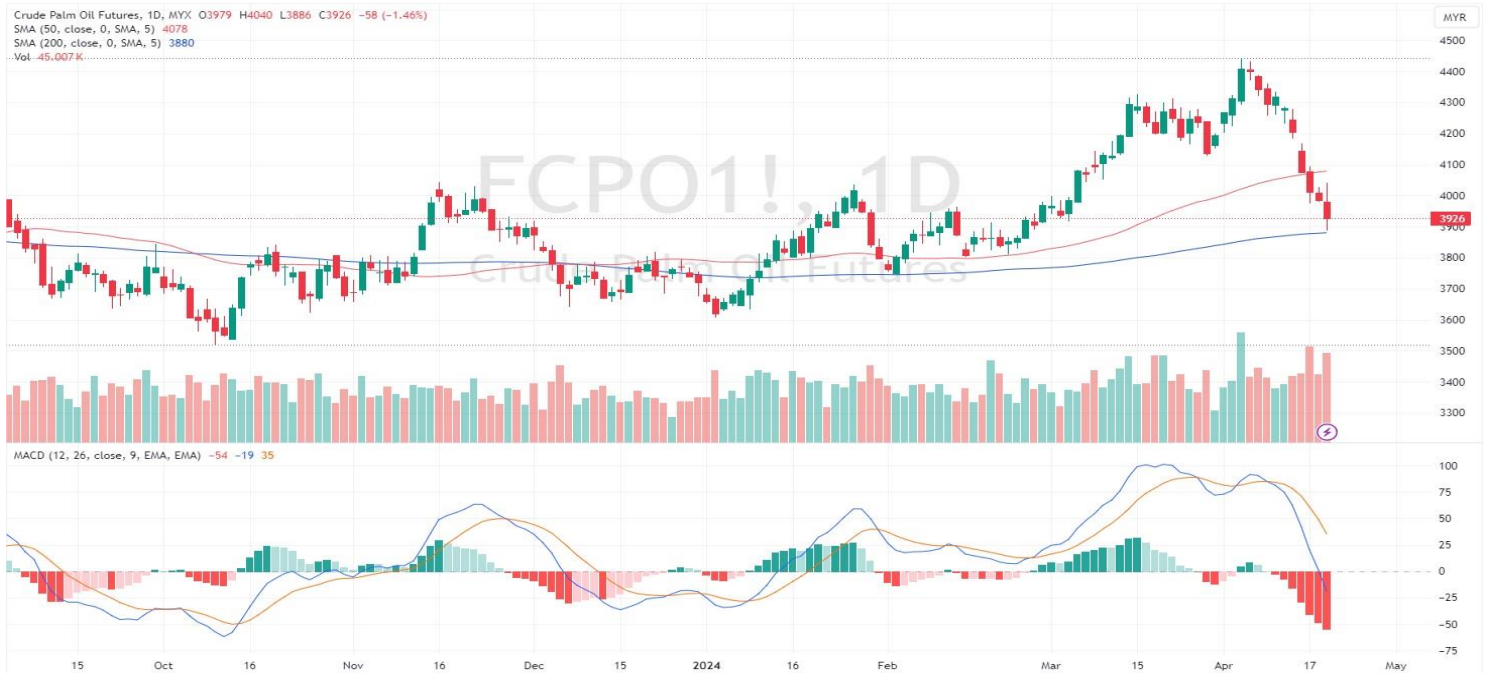 Crude Palm Oil Futures, 1D, MYX O3979 H4040 L3886 C3926 −58 (−1.46%)
SMA (50, close, 0, SMA, 5) 4078
SMA (200, close, 0, SMA, 5) 3880
Vol 45.007K
FCPO1!, 1D
Crude Palm Oil Futures
MYR
4500
4400
4300
4200
4100
4000
3926
3900
3800
3700
3600
3500
3400
3300
MACD (12, 26, close, 9, EMA, EMA) −54 −19 35
100
75
50
25
0
−25
−50
−75
15 Oct 16 Nov 16 Dec 15 2024 16 Feb Mar 15 Apr 17 May